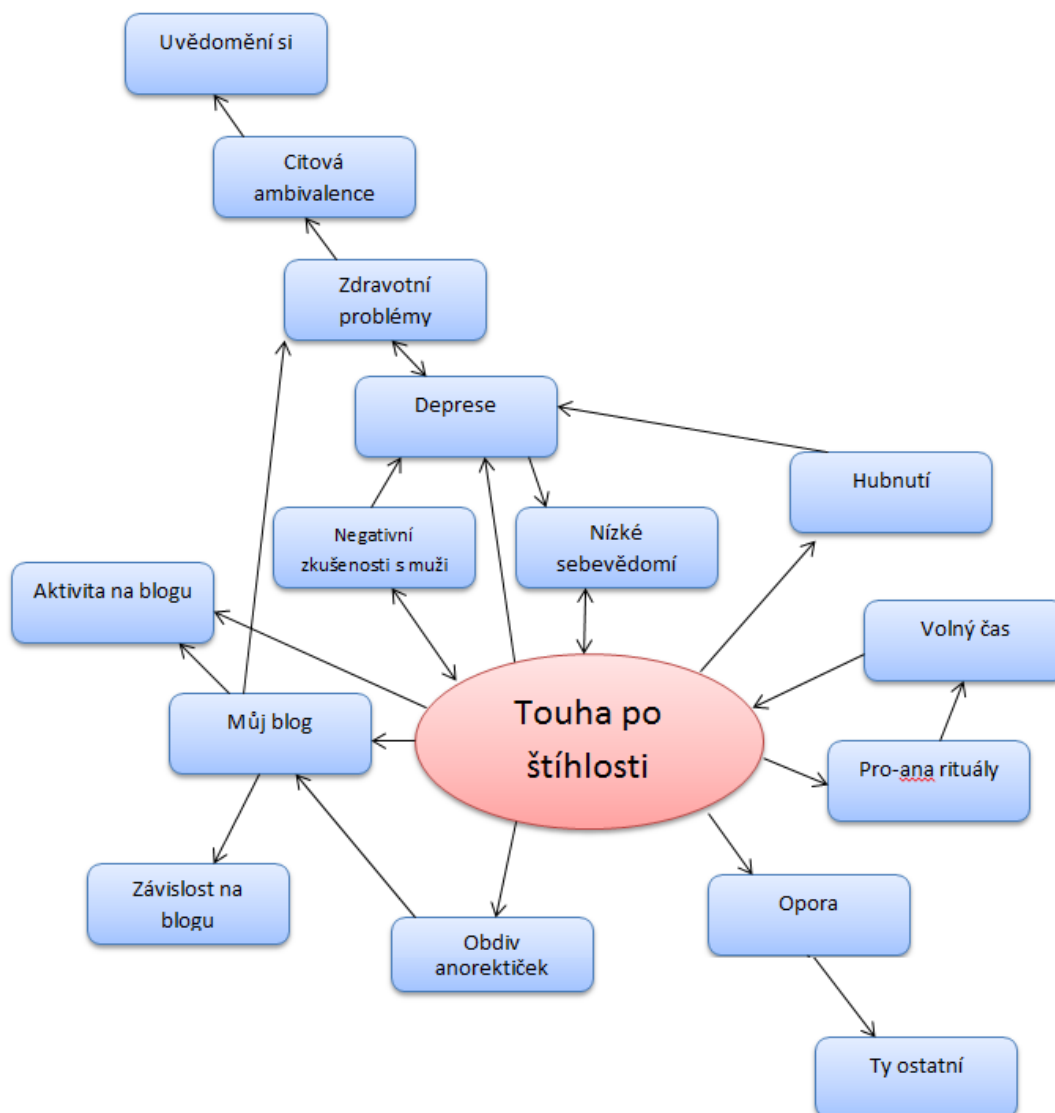 Uvědomění si
Citová
ambivalence
Zdravotní
problémy
Deprese
Hubnutí
Negativní
zkušenosti s muži
Nízké
sebevědomí
Aktivita na blogu
Volný čas
Můj blog
Touha po
štíhlosti
Pro-ana rituály
Závislost na
blogu
Opora
Obdiv
anorektiček
Ty ostatní